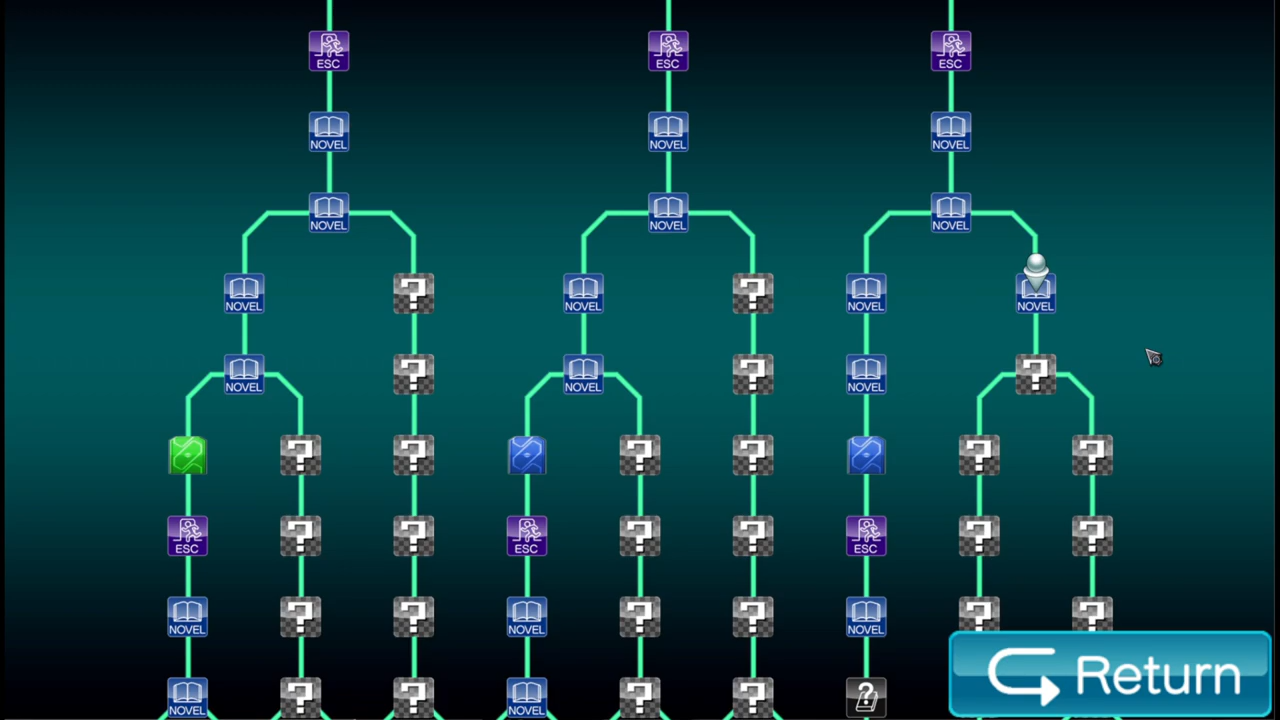 ESC ESC ESC
NOVEL NOVEL NOVEL
NOVEL NOVEL NOVEL
NOVEL ? NOVEL ? NOVEL NOVEL
NOVEL ? NOVEL ? NOVEL ?
? ? ? ? ? ?
ESC ? ? ESC ? ? ESC ? ?
NOVEL ? ? NOVEL ? ? NOVEL ? ?
NOVEL ? ? NOVEL ? ? ?
Return